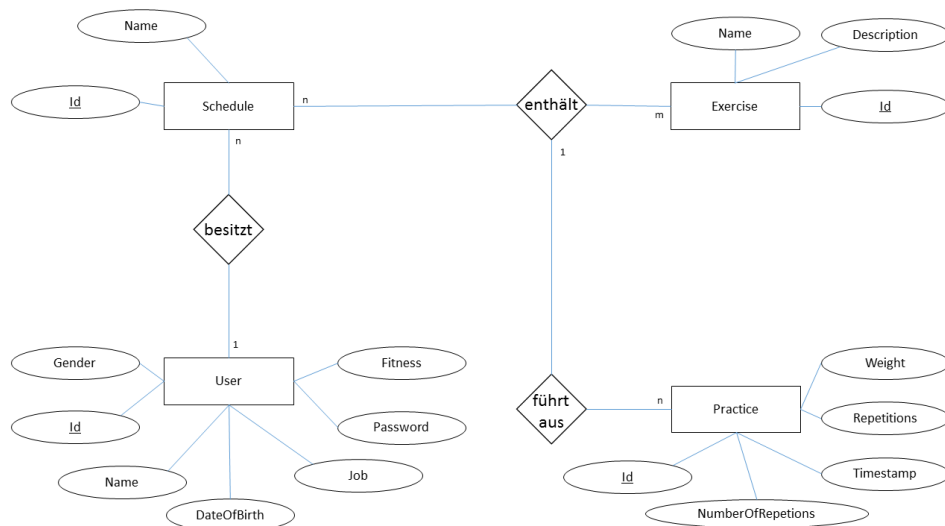 Name
Name
Description
Id
Schedule
n
enthält
m
Exercise
Id
n
1
besitzt
1
Gender
User
Fitness
Id
Password
Name
Job
DateOfBirth
führt
aus
n
Practice
Weight
Repetitions
Id
Timestamp
NumberOfRepetions